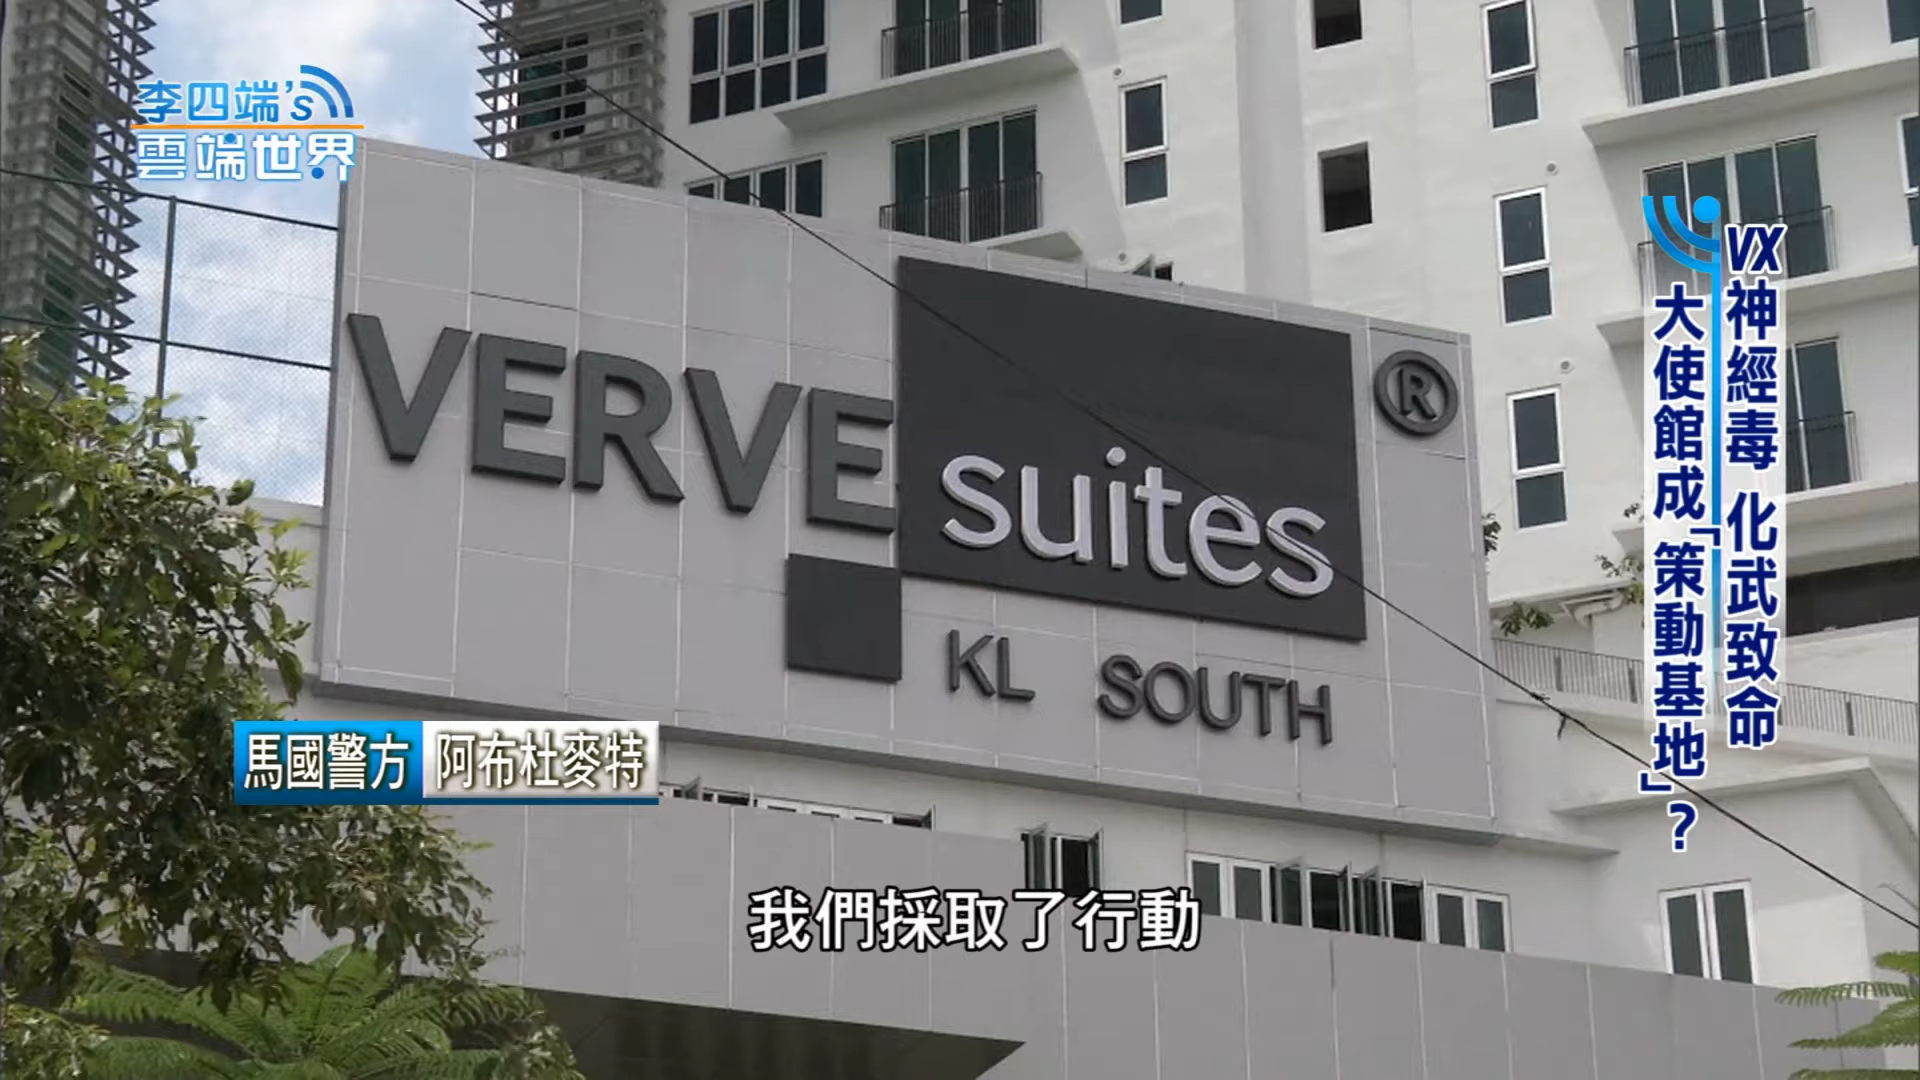 李四端's
雲端世界
VX神經毒 化武致命
大使館成「策動基地」?
VERVE suites ®
KL SOUTH
馬國警方 阿布杜麥特
我們採取了行動